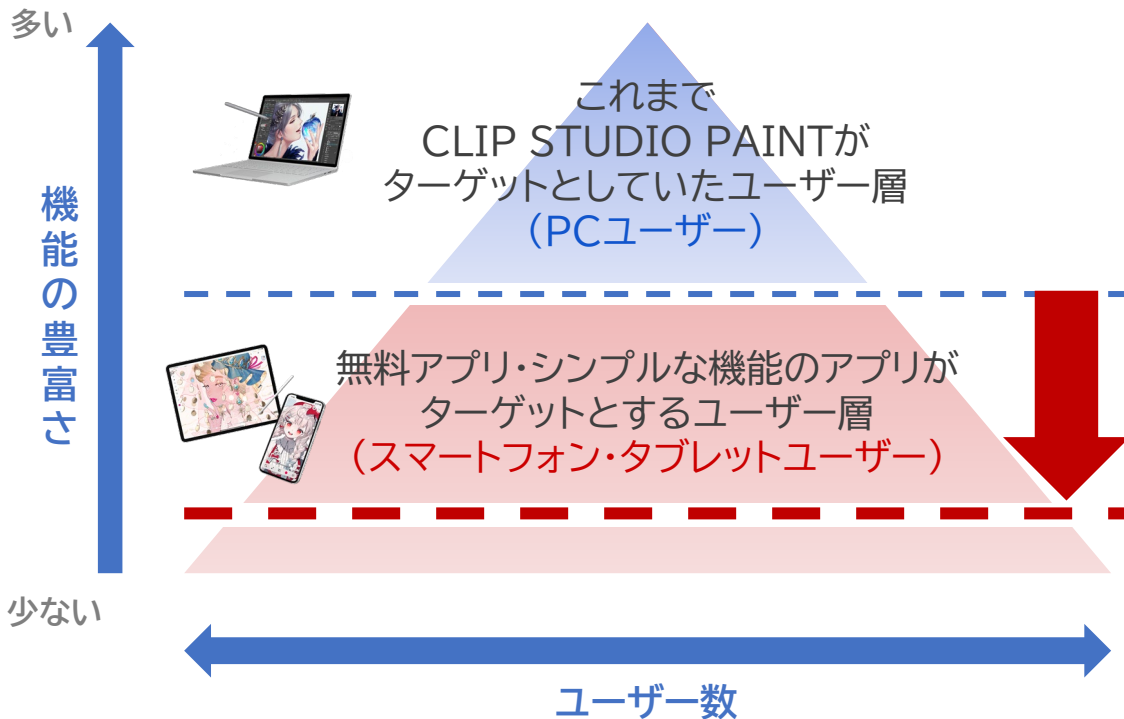 多い
これまで
CLIP STUDIO PAINTが
ターゲットとしていたユーザー層
（PCユーザー）
機能の豊富さ
無料アプリ・シンプルな機能のアプリが
ターゲットとするユーザー層
（スマートフォン・タブレットユーザー）
少ない
ユーザー数